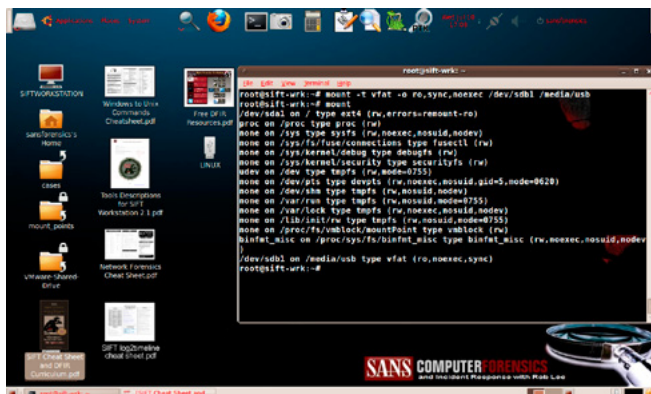 Applications Places System
SIFTWORKSTATION
sansforensics's
Home
cases
mount_points
VMware-Shared-
Drive
SIFT Cheat Sheet
and DFIR
Curriculum.pdf
Windows to Unix
Commands
Cheatsheet.pdf
Tools Descriptions
for SIFT
Workstation 2.1.pdf
Network Forensics
Cheat Sheet.pdf
SIFT log2timeline
cheat sheet.pdf
Free DFIR
Resources.pdf
LINUX
root@sift-wrk: ~
File Edit View Terminal Help
root@sift-wrk:~# mount -t vfat -o ro,sync,noexec /dev/sdb1 /media/usb
root@sift-wrk:~# mount
/dev/sda1 on / type ext4 (rw,errors=remount-ro)
proc on /proc type proc (rw)
none on /sys type sysfs (rw,noexec,nosuid,nodev)
none on /sys/fs/fuse/connections type fusectl (rw)
none on /sys/kernel/debug type debugfs (rw)
none on /sys/kernel/security type securityfs (rw)
udev on /dev type tmpfs (rw,mode=0755)
none on /dev/pts type devpts (rw,noexec,nosuid,gid=5,mode=0620)
none on /dev/shm type tmpfs (rw,nosuid,nodev)
none on /var/run type tmpfs (rw,nosuid,mode=0755)
none on /var/lock type tmpfs (rw,noexec,nosuid,nodev)
none on /lib/init/rw type tmpfs (rw,nosuid,mode=0755)
none on /proc/fs/vmblock/mountPoint type vmblock (rw)
binfmt_misc on /proc/sys/fs/binfmt_misc type binfmt_misc (rw,noexec,nosuid,nodev
)
/dev/sdb1 on /media/usb type vfat (ro,noexec,sync)
root@sift-wrk:~#
SANS COMPUTER FORENSICS
and Incident Response with Rob Lee